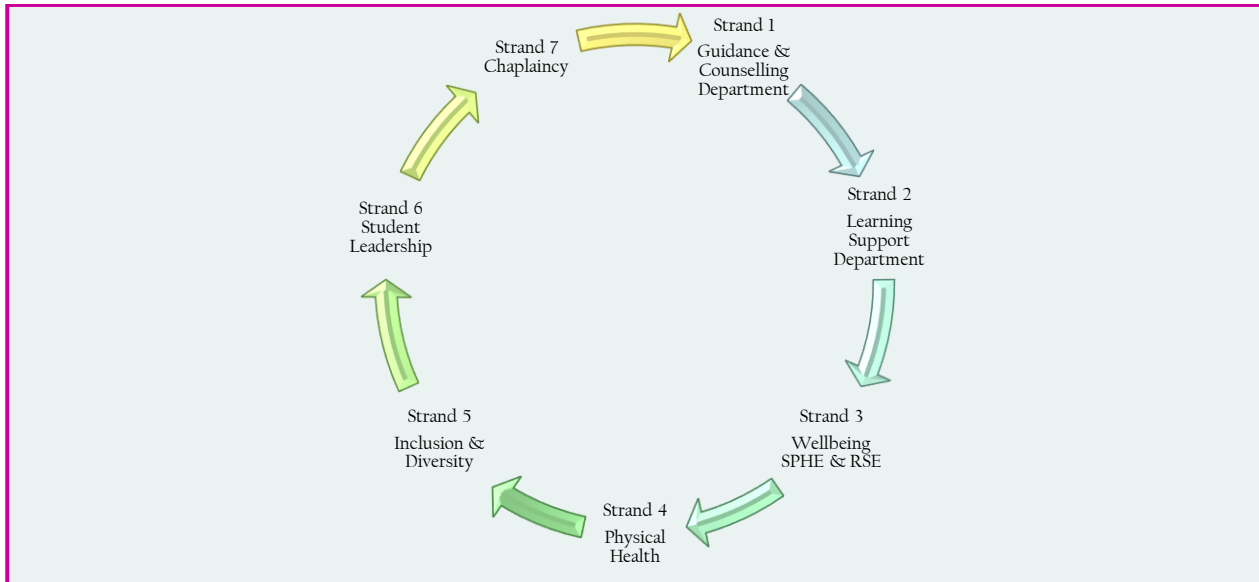 Strand 1
Guidance &
Counselling
Department
Strand 2
Learning
Support
Department
Strand 3
Wellbeing
SPHE & RSE
Strand 4
Physical
Health
Strand 5
Inclusion &
Diversity
Strand 6
Student
Leadership
Strand 7
Chaplaincy